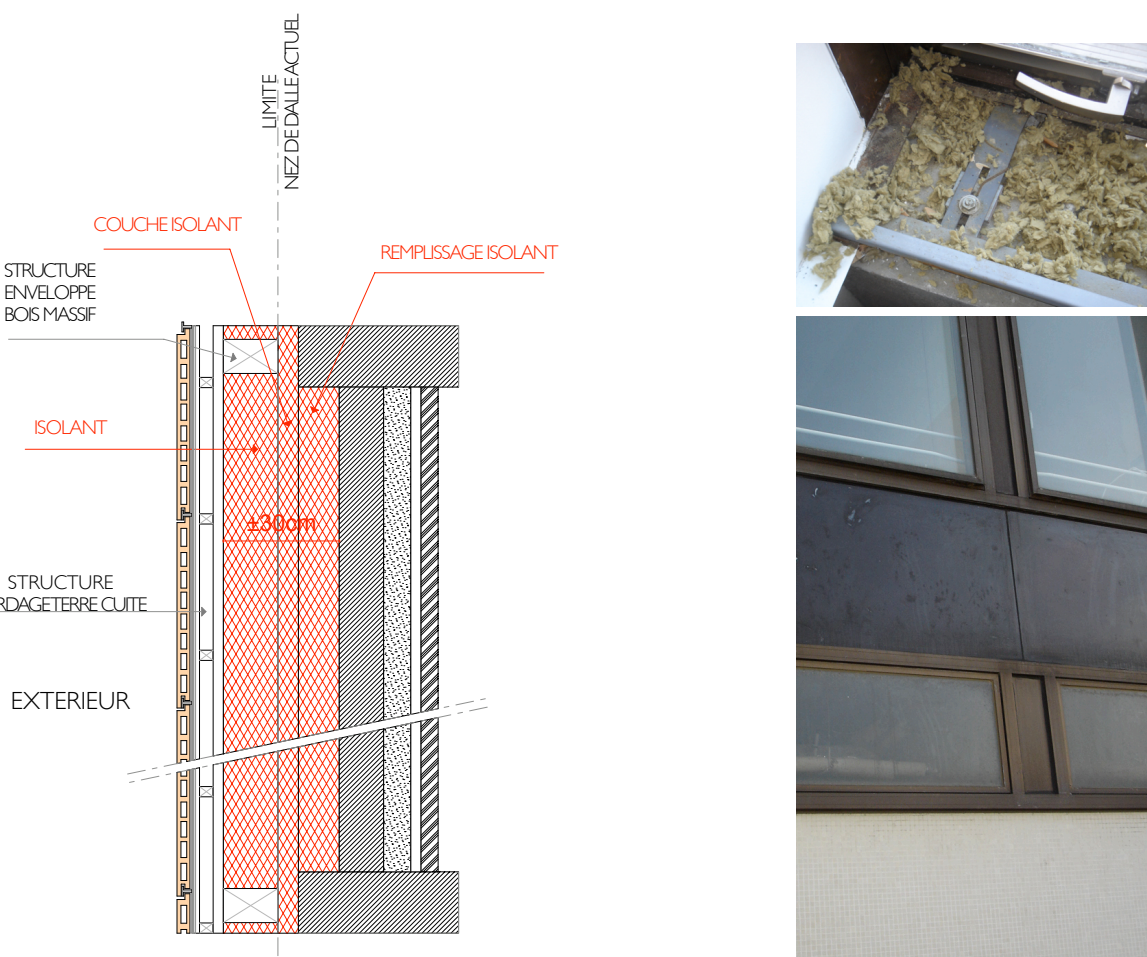 LIMITE
NEZ DE DALLE ACTUEL
COUCHE ISOLANT
REMPLISSAGE ISOLANT
STRUCTURE
ENVELOPPE
BOIS MASSIF
ISOLANT
±30cm
STRUCTURE
RDAGETERRE CUITE
EXTERIEUR